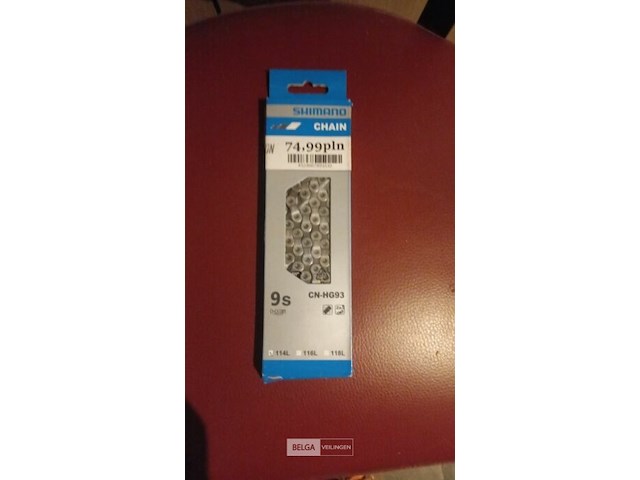 SHIMANO
CHAIN
74,99pln
9s
CN-HG93
114L 116L 118L
BELGA VEILINGEN